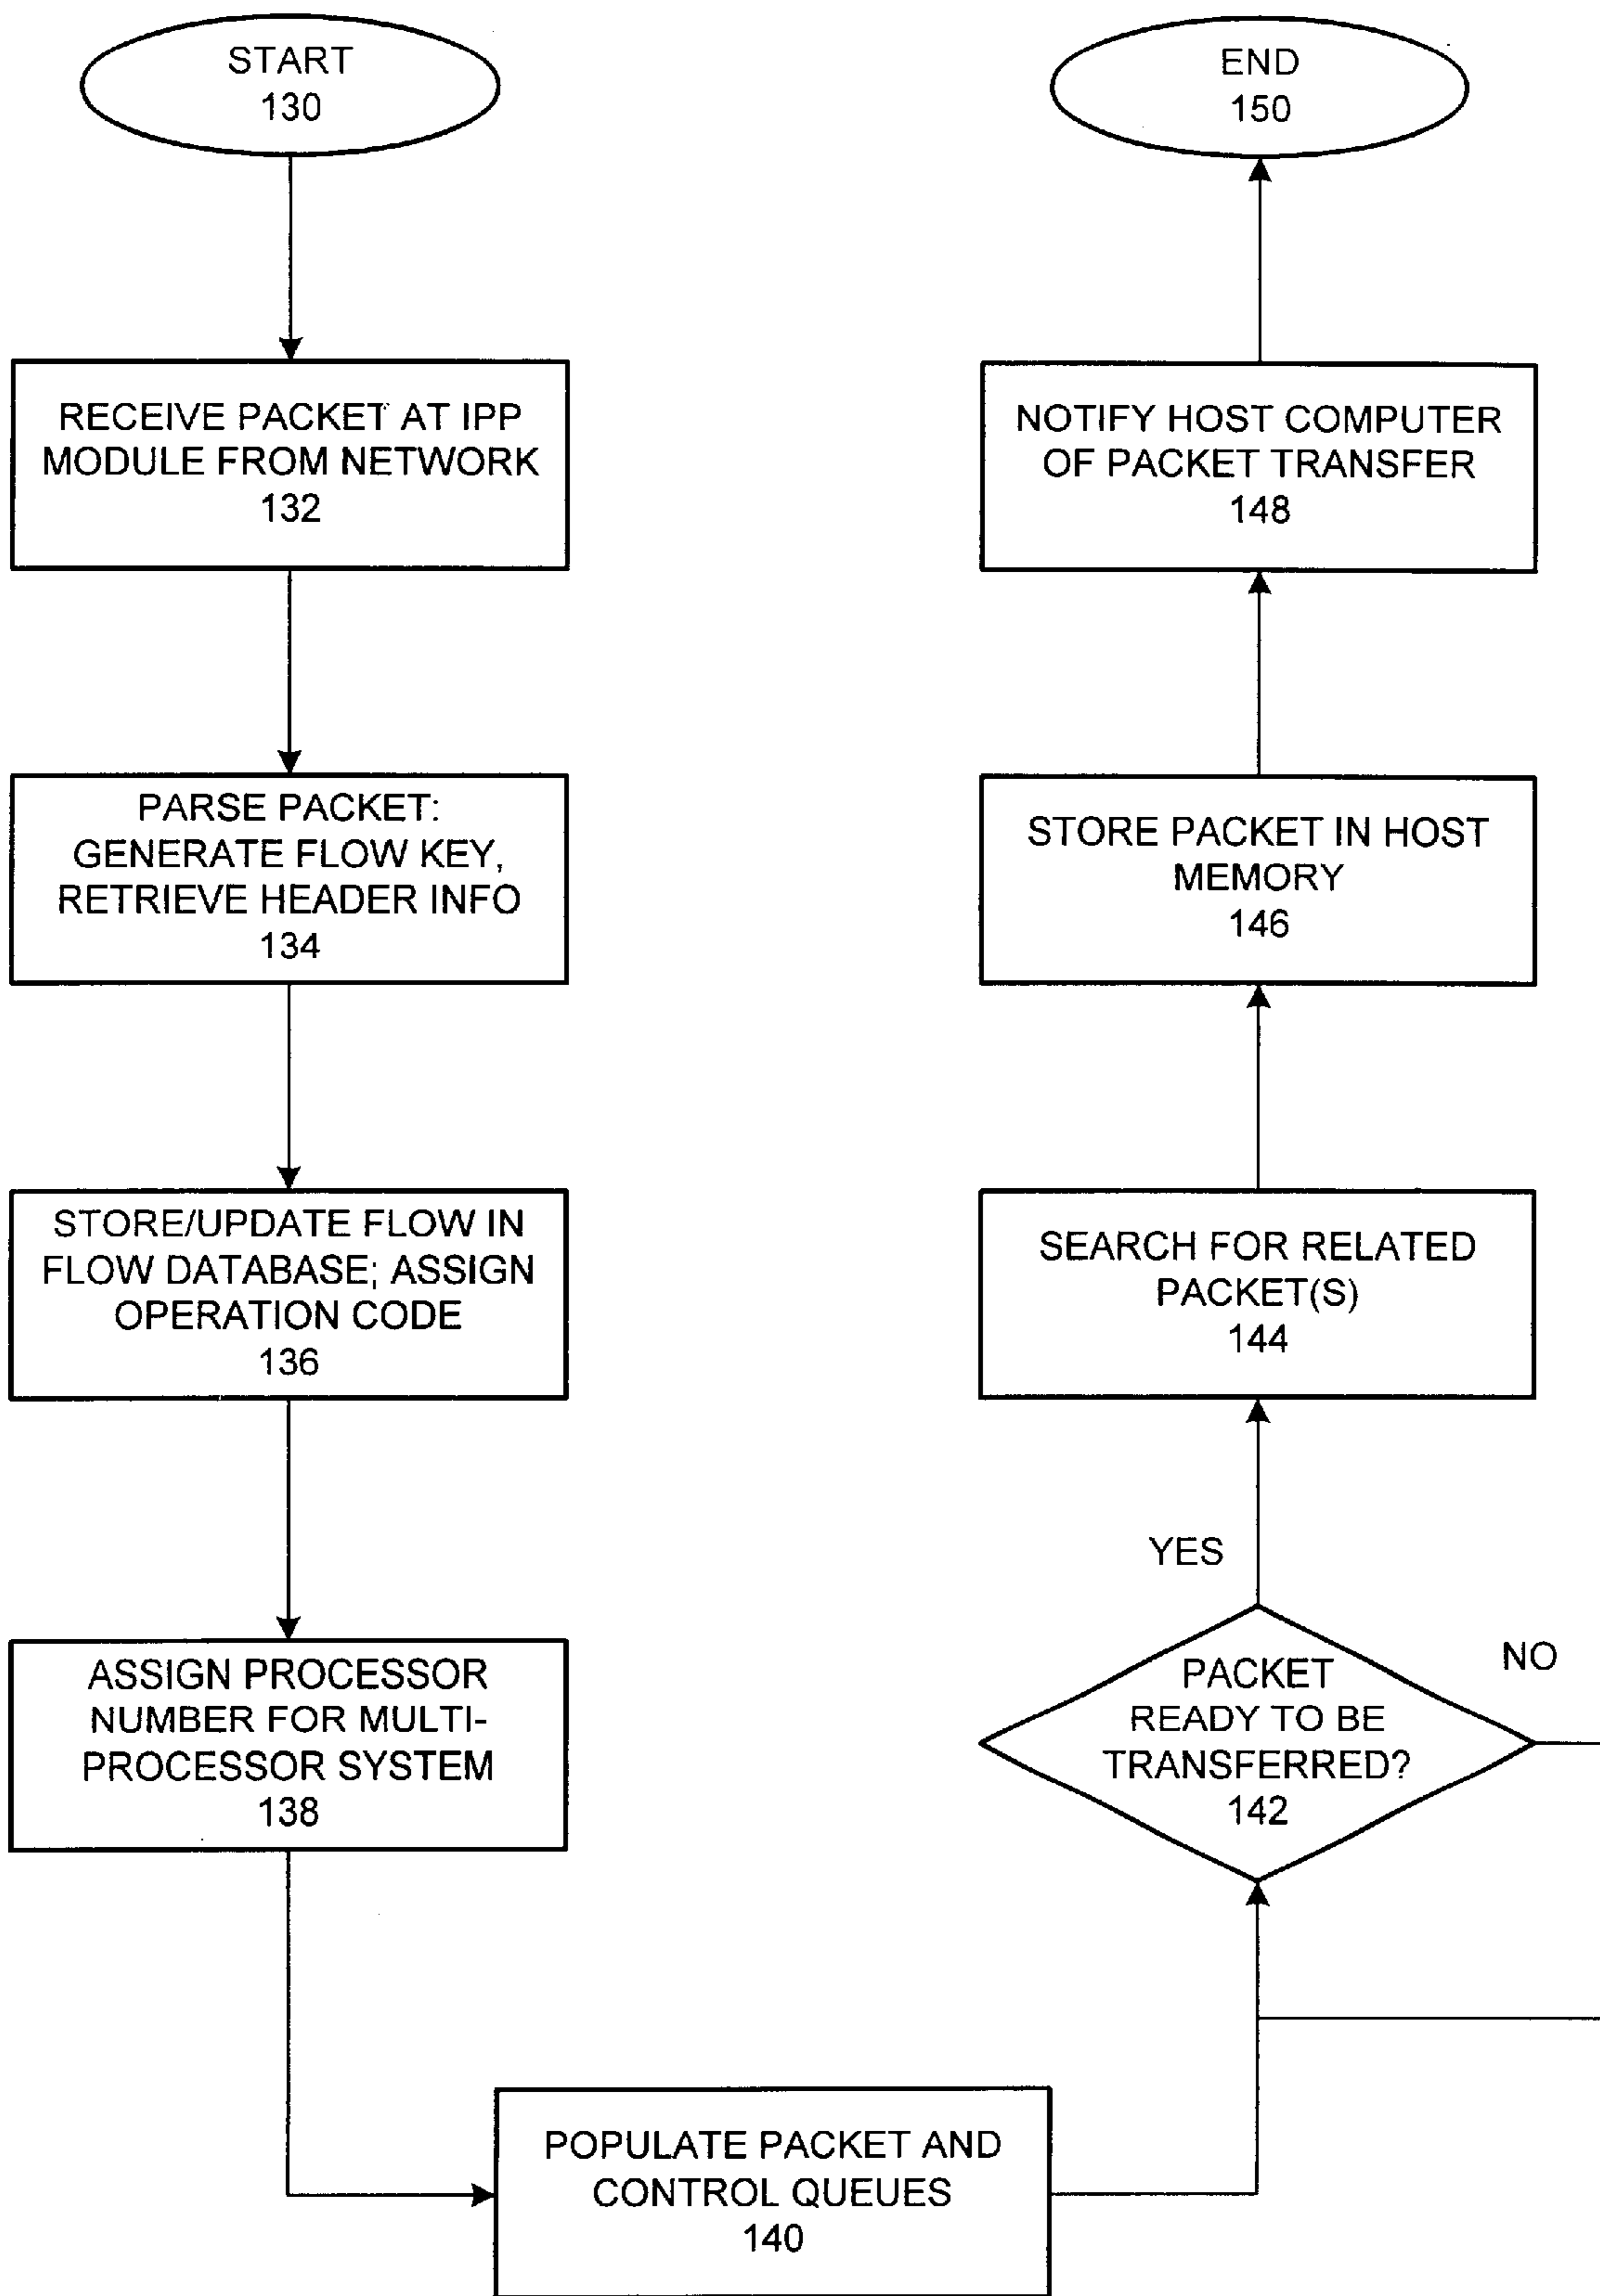 START
130
RECEIVE PACKET AT IPP
MODULE FROM NETWORK
132
PARSE PACKET:
GENERATE FLOW KEY,
RETRIEVE HEADER INFO
134
STORE/UPDATE FLOW IN
FLOW DATABASE; ASSIGN
OPERATION CODE
136
ASSIGN PROCESSOR
NUMBER FOR MULTI-
PROCESSOR SYSTEM
138
POPULATE PACKET AND
CONTROL QUEUES
140
PACKET
READY TO BE
TRANSFERRED?
142
NO
YES
SEARCH FOR RELATED
PACKET(S)
144
STORE PACKET IN HOST
MEMORY
146
NOTIFY HOST COMPUTER
OF PACKET TRANSFER
148
END
150